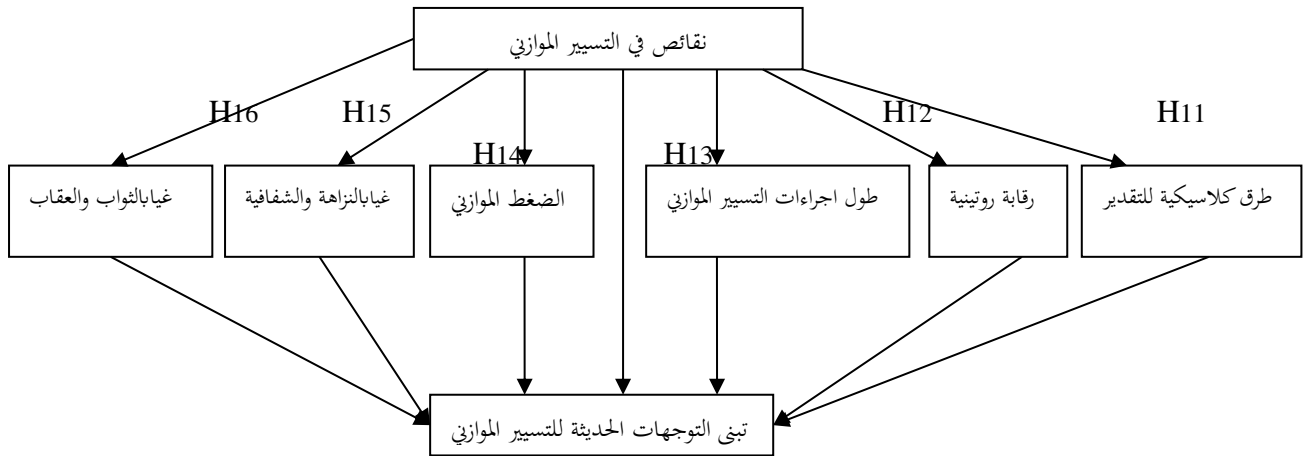 نقائص في التسيير الموازني
H11
H12
H15
H16
H13
H14
طرق كلاسيكية للتقدير
رقابة روتينية
طول اجراءات التسيير الموازني
الضغط الموازني
غيابالنزاهة والشفافية
غيابالثواب والعقاب
تبنى التوجهات الحديثة للتسيير الموازني